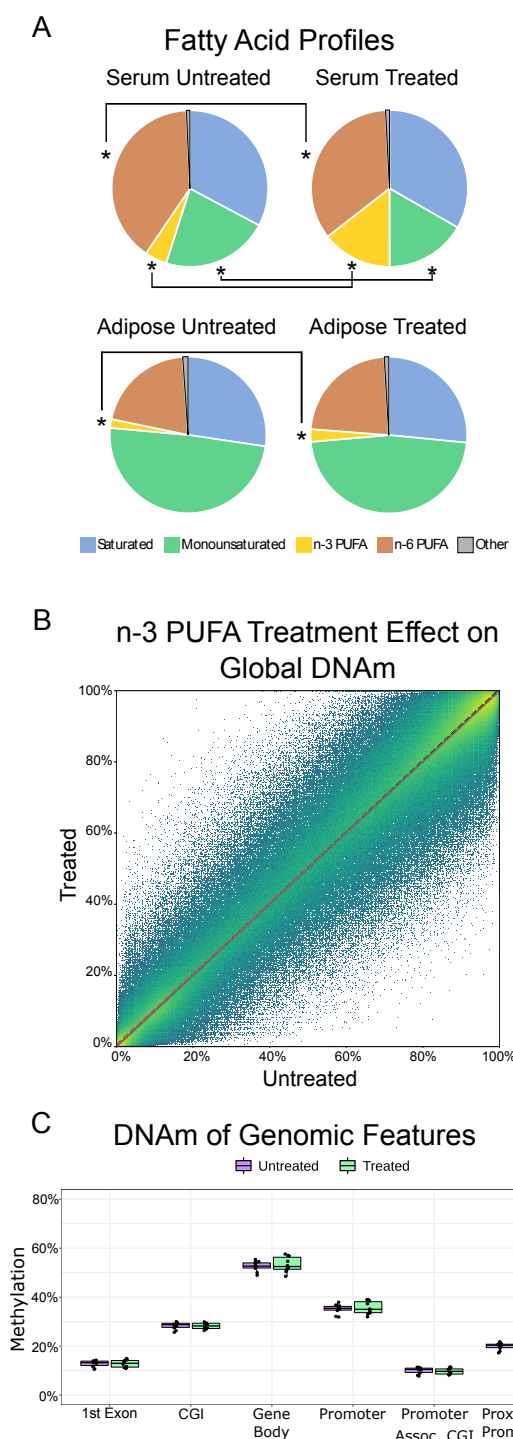 A
Fatty Acid Profiles
Serum Untreated Serum Treated
* *
* * * *
Adipose Untreated Adipose Treated
* *
Saturated Monounsaturated n-3 PUFA n-6 PUFA Other
B
n-3 PUFA Treatment Effect on
Global DNAm
100%
80%
60%
40%
20%
0%
Treated
0% 20% 40% 60% 80% 100%
Untreated
C
DNAm of Genomic Features
Untreated Treated
80%
60%
40%
20%
0%
Methylation
1st Exon CGI Gene Promoter Promoter Prox
Body Assoc. CGI Prom